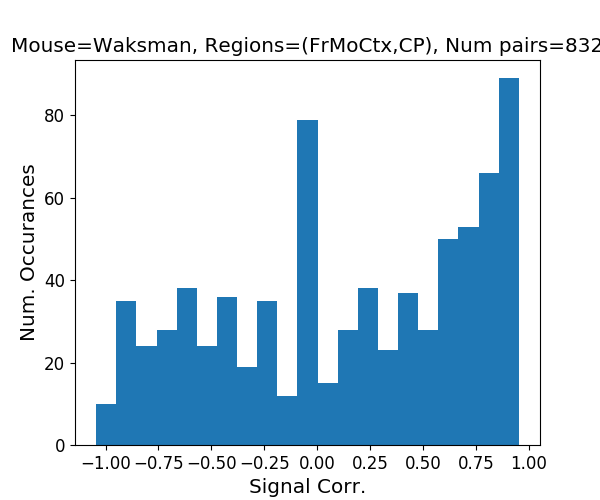 Mouse=Waksman, Regions=(FrMoCtx,CP), Num pairs=832
Num. Occurances
80
60
40
20
0
−1.00 −0.75 −0.50 −0.25 0.00 0.25 0.50 0.75 1.00
Signal Corr.